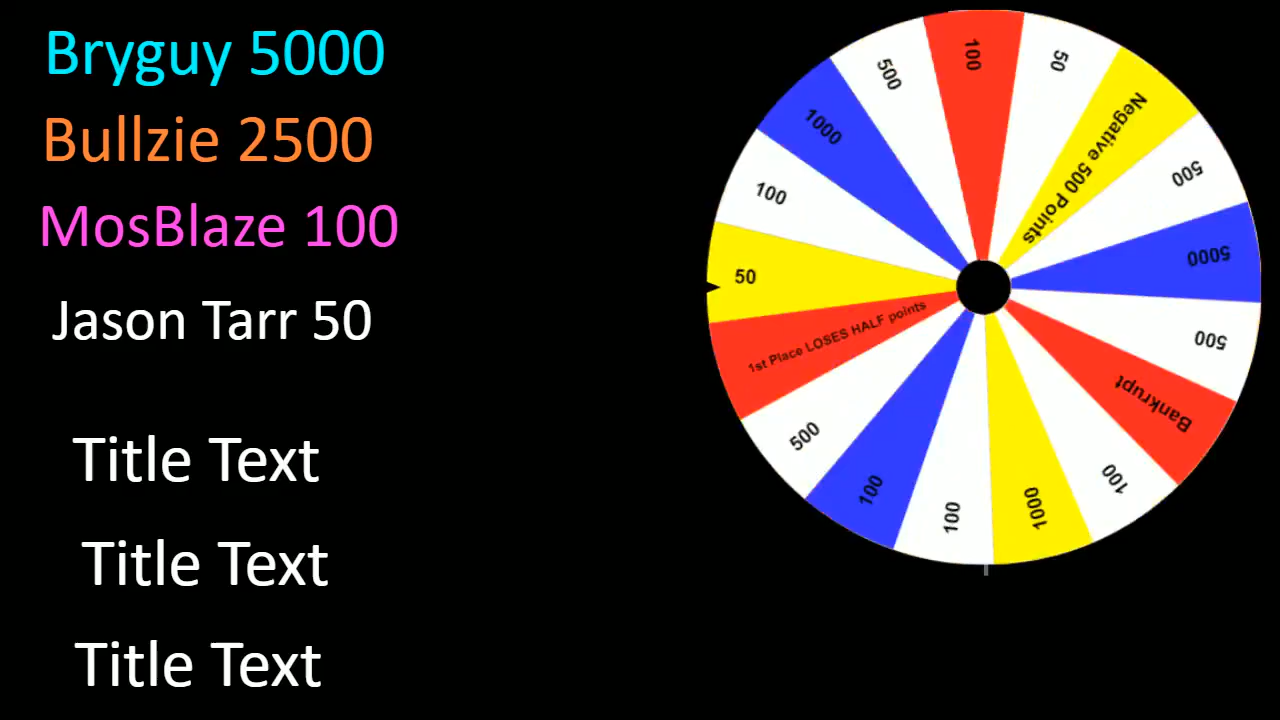 Bryguy 5000
Bullzie 2500
MosBlaze 100
Jason Tarr 50
Title Text
Title Text
Title Text
100
50
Negative 500 Points
500
5000
500
Bankrupt
100
1000
100
100
500
1st Place LOSES HALF points
50
100
1000
500